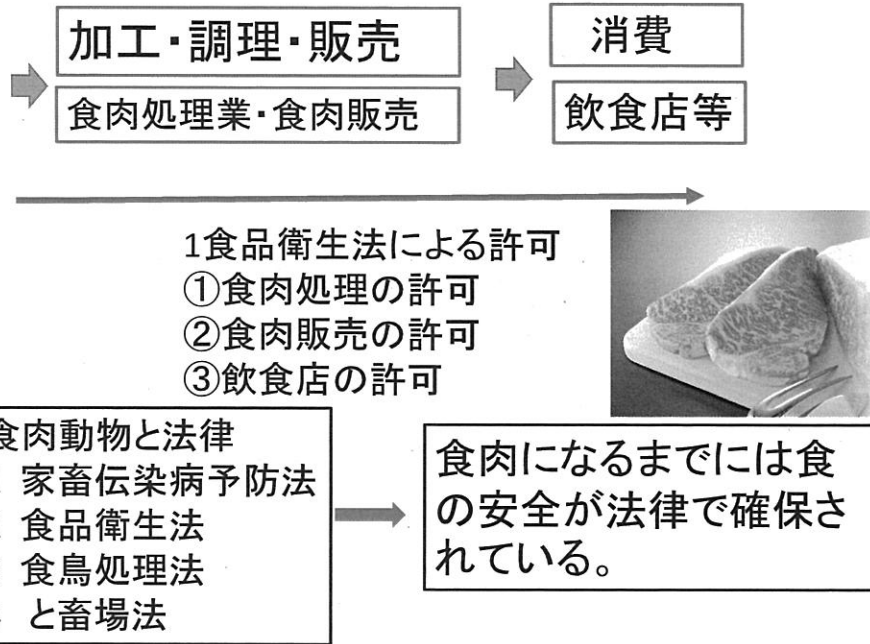 加工・調理・販売
食肉処理業・食肉販売
消費
飲食店等
1食品衛生法による許可
①食肉処理の許可
②食肉販売の許可
③飲食店の許可
食肉動物と法律
家畜伝染病予防法
食品衛生法
食鳥処理法
と畜場法
食肉になるまでには食
の安全が法律で確保さ
れている。